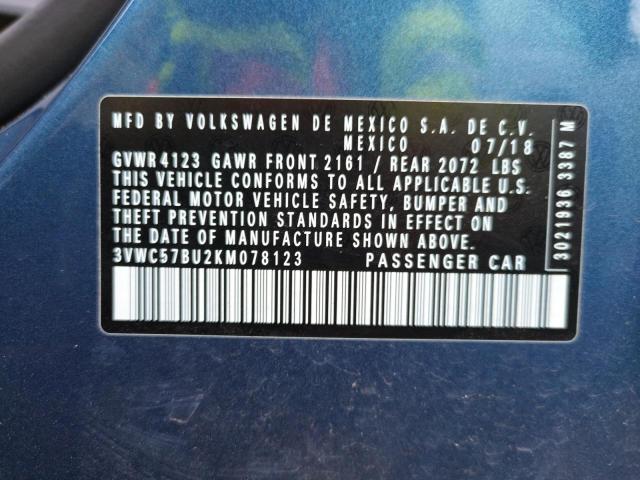 MFD BY VOLKSWAGEN DE MEXICO S.A. DE C.V.
MEXICO 07/18
GVWR 4123 GAWR FRONT 2161 / REAR 2072 LBS
THIS VEHICLE CONFORMS TO ALL APPLICABLE U.S.
FEDERAL MOTOR VEHICLE SAFETY, BUMPER AND
THEFT PREVENTION STANDARDS IN EFFECT ON
THE DATE OF MANUFACTURE SHOWN ABOVE.
3VWC57BU2KM078123 PASSENGER CAR
3021936 3387 M